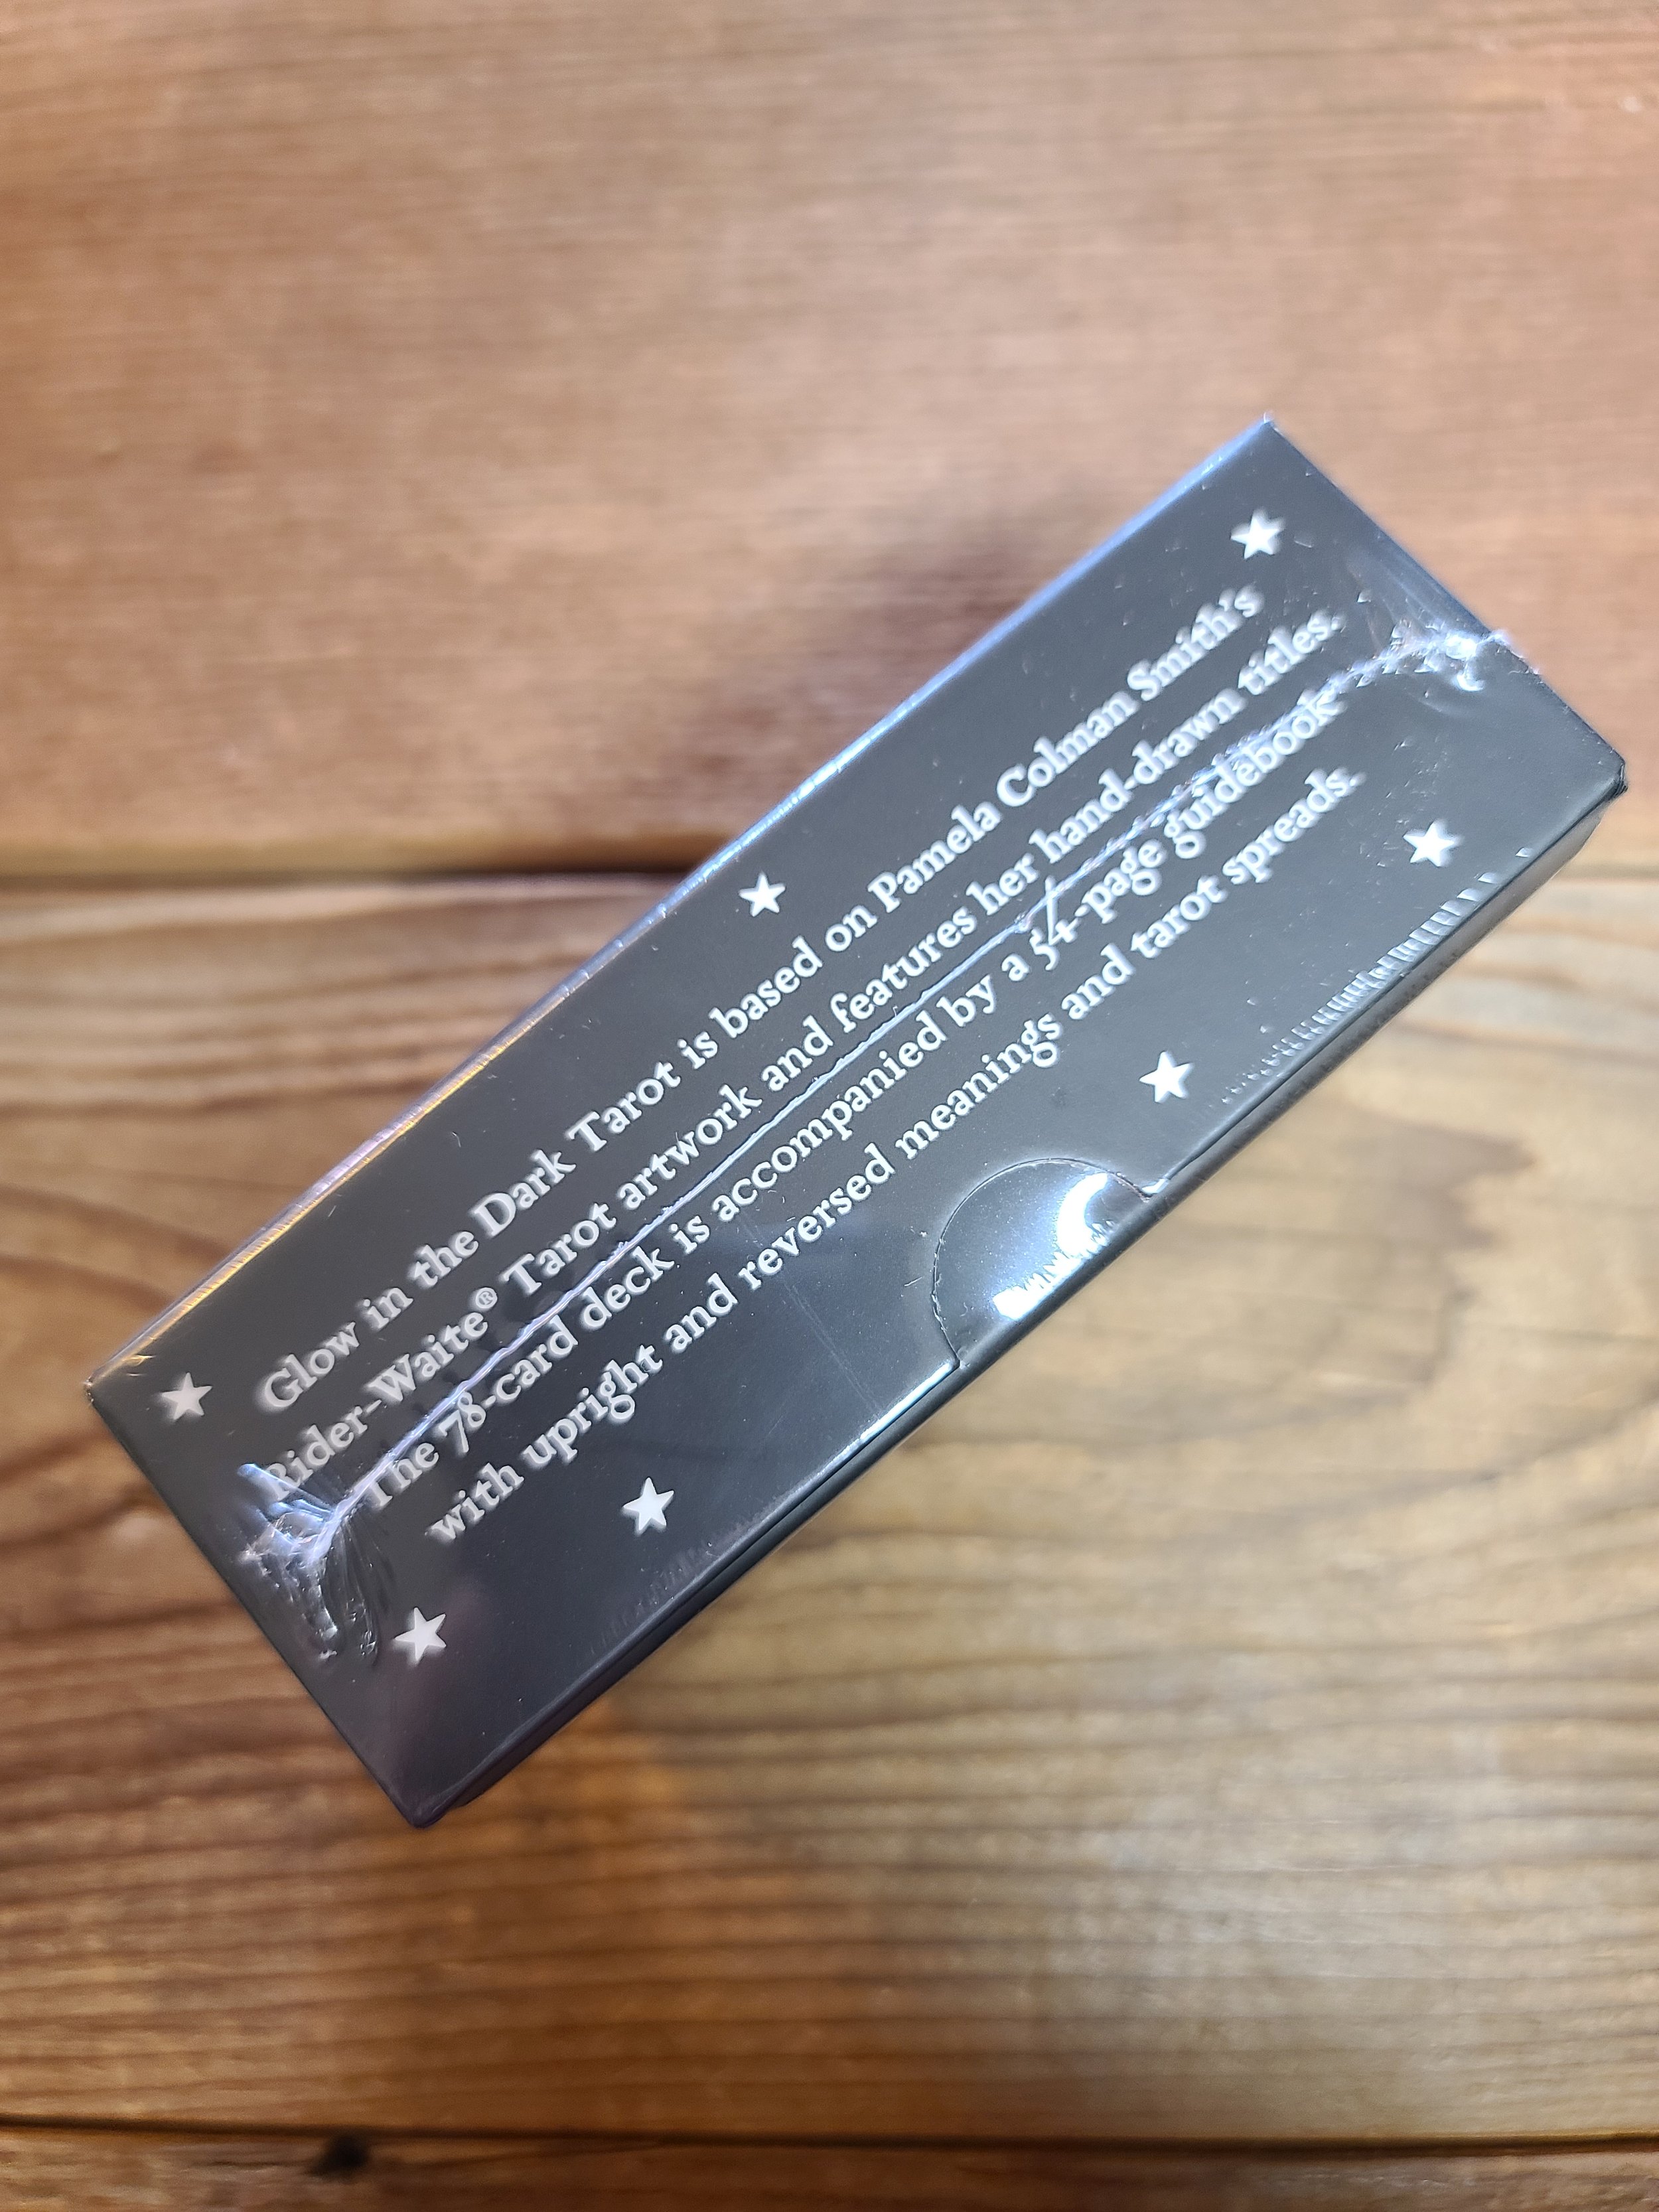 Glow in the Dark Tarot is based on Pamela Colman Smith's
Rider-Waite® Tarot artwork and features her hand-drawn titles.
The 78-card deck is accompanied by a 54-page guidebook
with upright and reversed meanings and tarot spreads.